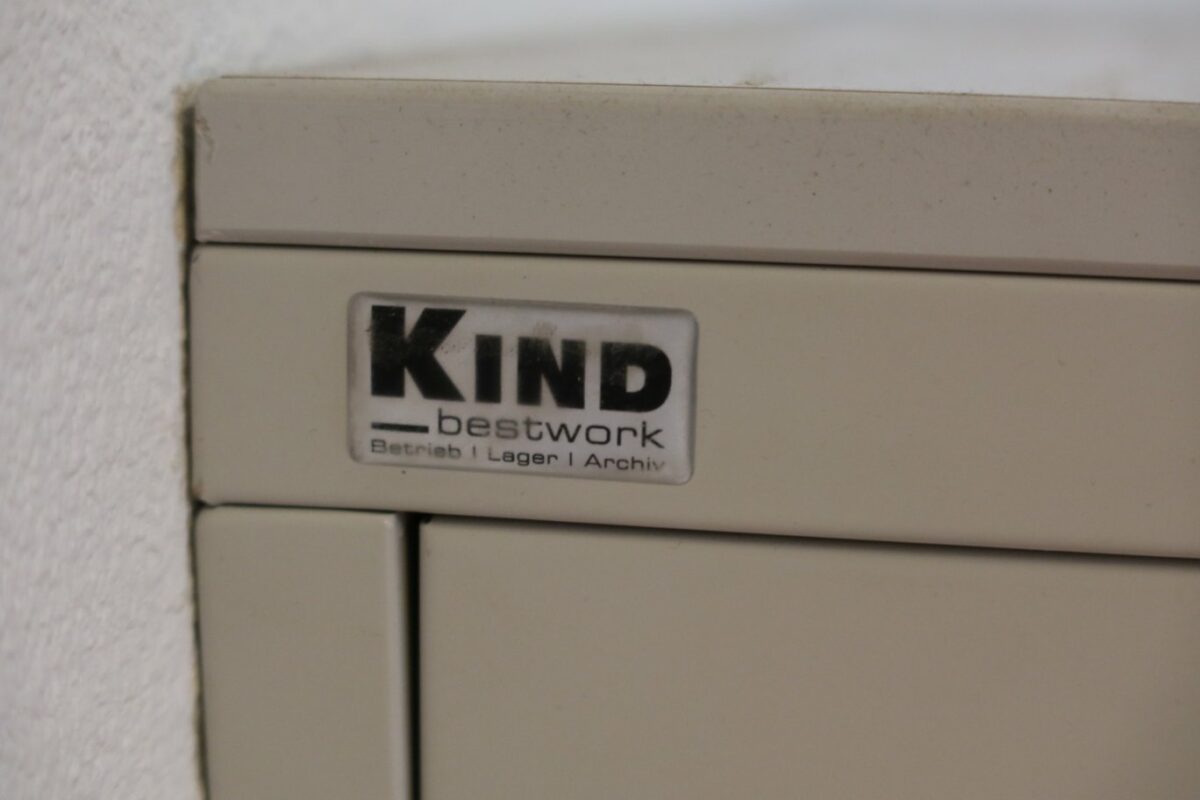 KIND
bestwork
Betrieb | Lager | Archiv